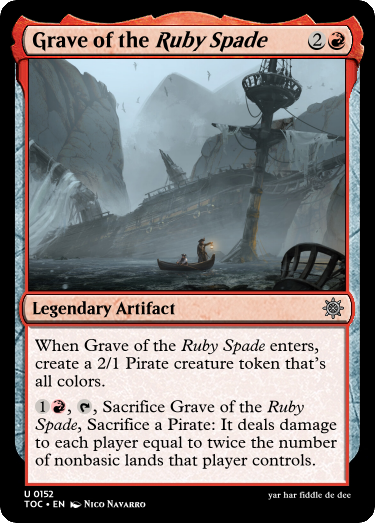 Grave of the Ruby Spade 2
Legendary Artifact
When Grave of the Ruby Spade enters,
create a 2/1 Pirate creature token that's
all colors.
1, , Sacrifice Grave of the Ruby
Spade, Sacrifice a Pirate: It deals damage
to each player equal to twice the number
of nonbasic lands that player controls.
U 0152
TOC • EN Nico Navarro
yar har fiddle de dee